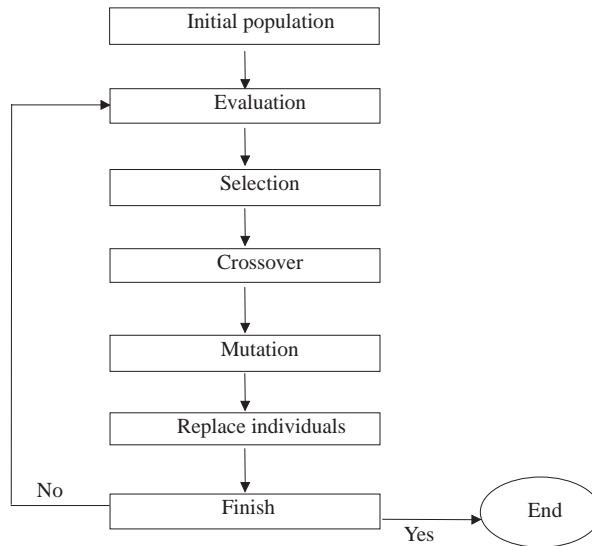 Initial population
Evaluation
Selection
Crossover
Mutation
Replace individuals
No
Finish
Yes
End